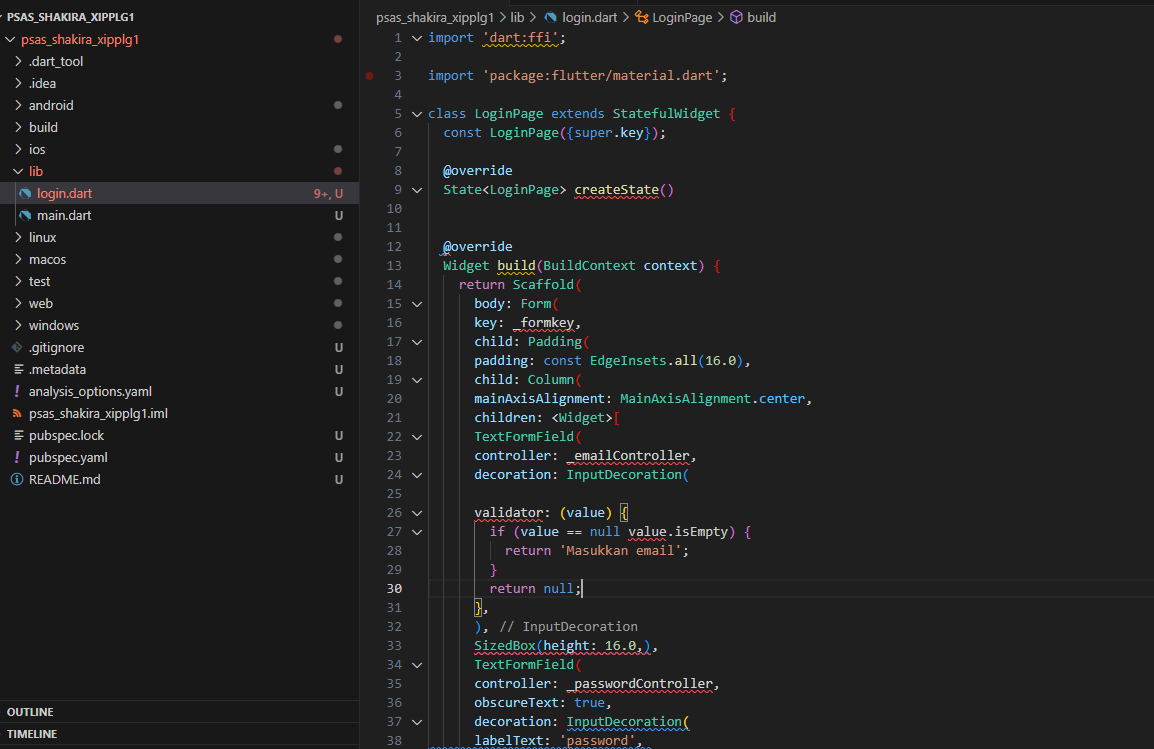 PSAS_SHAKIRA_XIPPLG1
psas_shakira_xipplg1
.dart_tool
.idea
android
build
ios
lib
login.dart 9+, U
main.dart U
linux
macos
test
web
windows
.gitignore U
.metadata U
analysis_options.yaml U
psas_shakira_xipplg1.iml
pubspec.lock U
pubspec.yaml U
README.md U
OUTLINE
TIMELINE
psas_shakira_xipplg1 > lib > login.dart > LoginPage > build
1 import 'dart:ffi';
2
3 import 'package:flutter/material.dart';
4
5 class LoginPage extends StatefulWidget {
6 const LoginPage({super.key});
7
8 @override
9 State<LoginPage> createState()
10
11
12 @override
13 Widget build(BuildContext context) {
14 return Scaffold(
15 body: Form(
16 key: _formkey,
17 child: Padding(
18 padding: const EdgeInsets.all(16.0),
19 child: Column(
20 mainAxisAlignment: MainAxisAlignment.center,
21 children: <Widget>[
22 TextFormField(
23 controller: _emailController,
24 decoration: InputDecoration(
25
26 validator: (value) {
27 if (value == null value.isEmpty) {
28 return 'Masukkan email';
29 }
30 return null;
31 },
32 ), // InputDecoration
33 SizedBox(height: 16.0,),
34 TextFormField(
35 controller: _passwordController,
36 obscureText: true,
37 decoration: InputDecoration(
38 labelText: 'password',